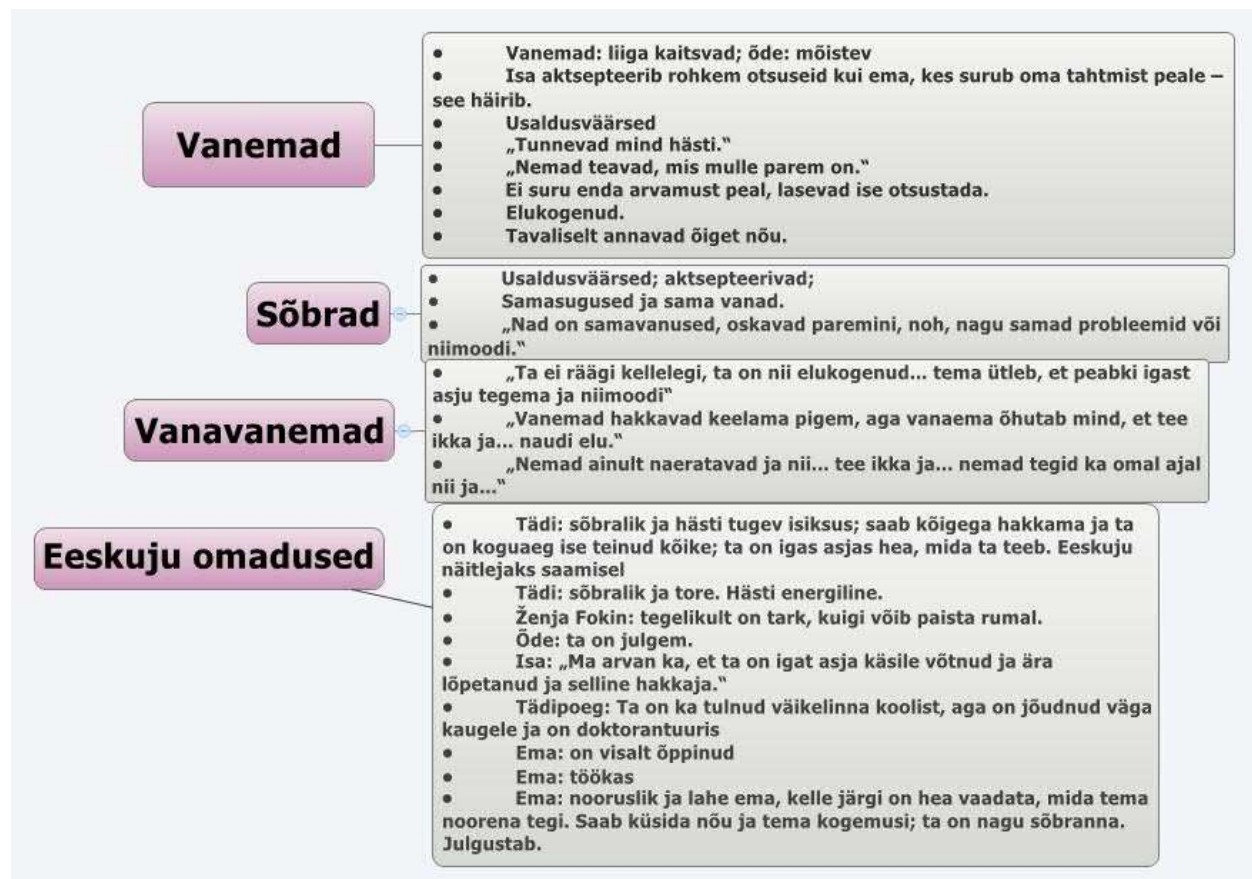 Vanemad
● Vanemad: liiga kaitsvad; õde: mõistev
● Isa aktsepteerib rohkem otsuseid kui ema, kes surub oma tahtmist peale –
see häirib.
● Usaldusväärsed
● „Tunnevad mind hästi.“
● „Nemad teavad, mis mulle parem on.“
● Ei suru enda arvamust peal, lasevad ise otsustada.
● Elukogenud.
● Tavaliselt annavad õiget nõu.
Sõbrad
● Usaldusväärsed; aktsepteerivad;
● Samasugused ja sama vanad.
● „Nad on samavanused, oskavad paremini, noh, nagu samad probleemid või
niimoodi.“
Vanavanemad
● „Ta ei räägi kellelegi, ta on nii elukogenud... tema ütleb, et peabki igast
asju tegema ja niimoodi“
● „Vanemad hakkavad keelama pigem, aga vanaema õhutab mind, et tee
ikka ja... naudi elu.“
● „Nemad ainult naeratavad ja nii... tee ikka ja... nemad tegid ka omal ajal
nii ja...“
Eeskuju omadused
● Tädi: sõbralik ja hästi tugev isiksus; saab kõigega hakkama ja ta
on koguaeg ise teinud kõike; ta on igas asjas hea, mida ta teeb. Eeskuju
näitlejaks saamisel
● Tädi: sõbralik ja tore. Hästi energiline.
● Ženja Fokin: tegelikult on tark, kuigi võib paista rumal.
● Õde: ta on julgem.
● Isa: „Ma arvan ka, et ta on igat asja käsile võtnud ja ära
lõpetanud ja selline hakkaja.“
● Tädipoeg: Ta on ka tulnud väikelinna koolist, aga on jõudnud väga
kaugele ja on doktorantuuris
● Ema: on visalt õppinud
● Ema: töökas
● Ema: nooruslik ja lahe ema, kelle järgi on hea vaadata, mida tema
noorena tegi. Saab küsida nõu ja tema kogemusi; ta on nagu sõbranna.
Julgustab.